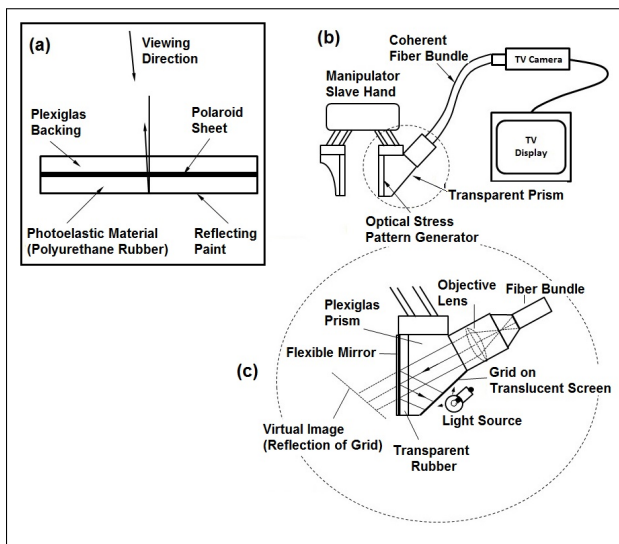 (a)
Viewing
Direction
Plexiglas
Backing
Polaroid
Sheet
Photoelastic Material
(Polyurethane Rubber)
Reflecting
Paint
(b)
Coherent
Fiber Bundle
TV Camera
Manipulator
Slave Hand
TV
Display
Transparent Prism
Optical Stress
Pattern Generator
(c)
Objective
Lens
Fiber Bundle
Plexiglas
Prism
Flexible Mirror
Grid on
Translucent Screen
Light Source
Virtual Image
(Reflection of Grid)
Transparent
Rubber